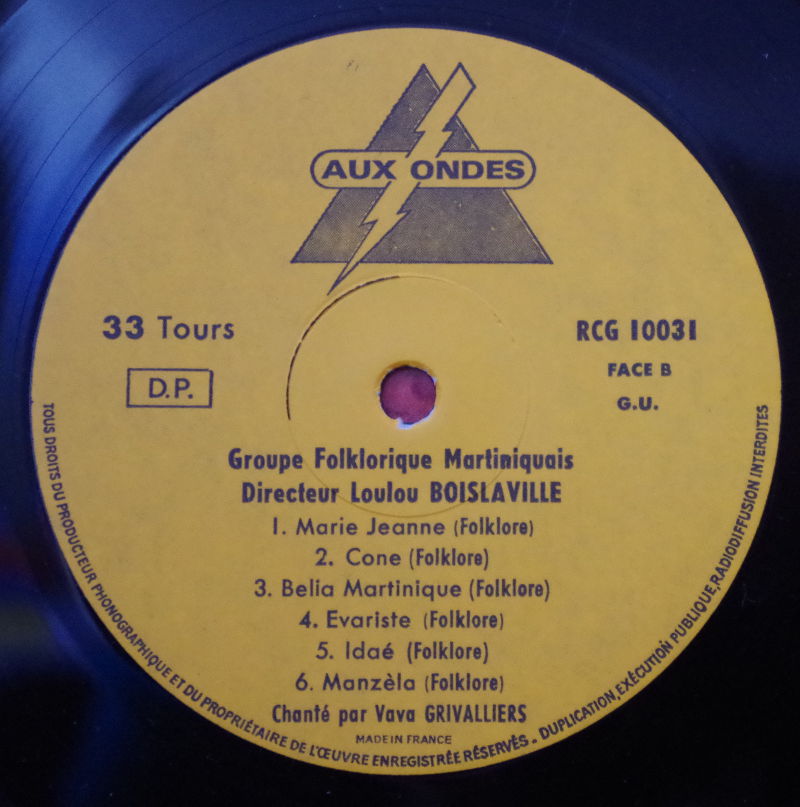 AUX ONDES
33 Tours
D.P.
RCG 10031
FACE B
G.U.
Groupe Folklorique Martiniquais
Directeur Loulou BOISLAVILLE
1. Marie Jeanne (Folklore)
2. Cone (Folklore)
3. Belia Martinique (Folklore)
4. Evariste (Folklore)
5. Idaé (Folklore)
6. Manzèla (Folklore)
Chanté par Vava GRIVALLIERS
MADE IN FRANCE
TOUS DROITS DU PRODUCTEUR PHONOGRAPHIQUE ET DU PROPRIÉTAIRE DE L'ŒUVRE ENREGISTRÉE RÉSERVÉS. DUPLICATION, EXÉCUTION PUBLIQUE, RADIODIFFUSION INTERDITES